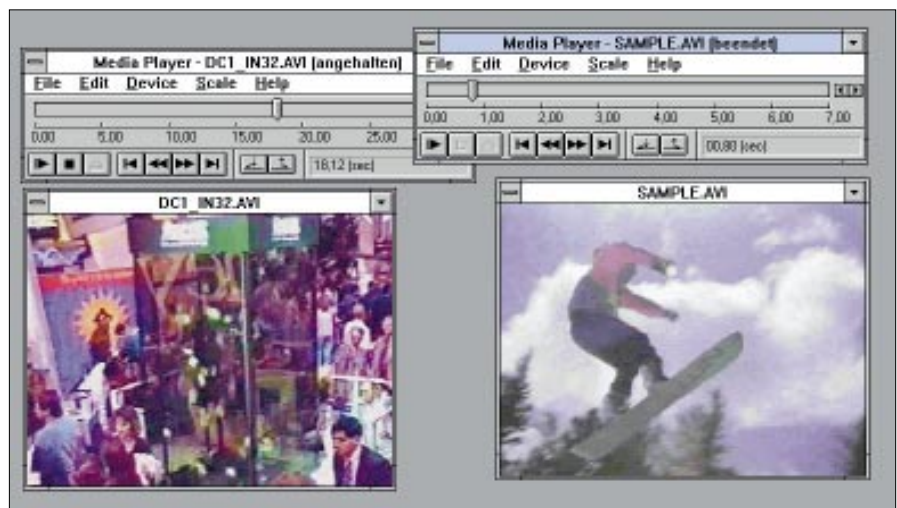 Media Player - DC1_IN32.AVI (angehalten)
File Edit Device Scale Help
0,00 5,00 10,00 15,00 20,00 25,00
18,12 (sec)
Media Player - SAMPLE.AVI (beendet)
File Edit Device Scale Help
0,00 1,00 2,00 3,00 4,00 5,00 6,00 7,00
00,80 (sec)
DC1_IN32.AVI
SAMPLE.AVI